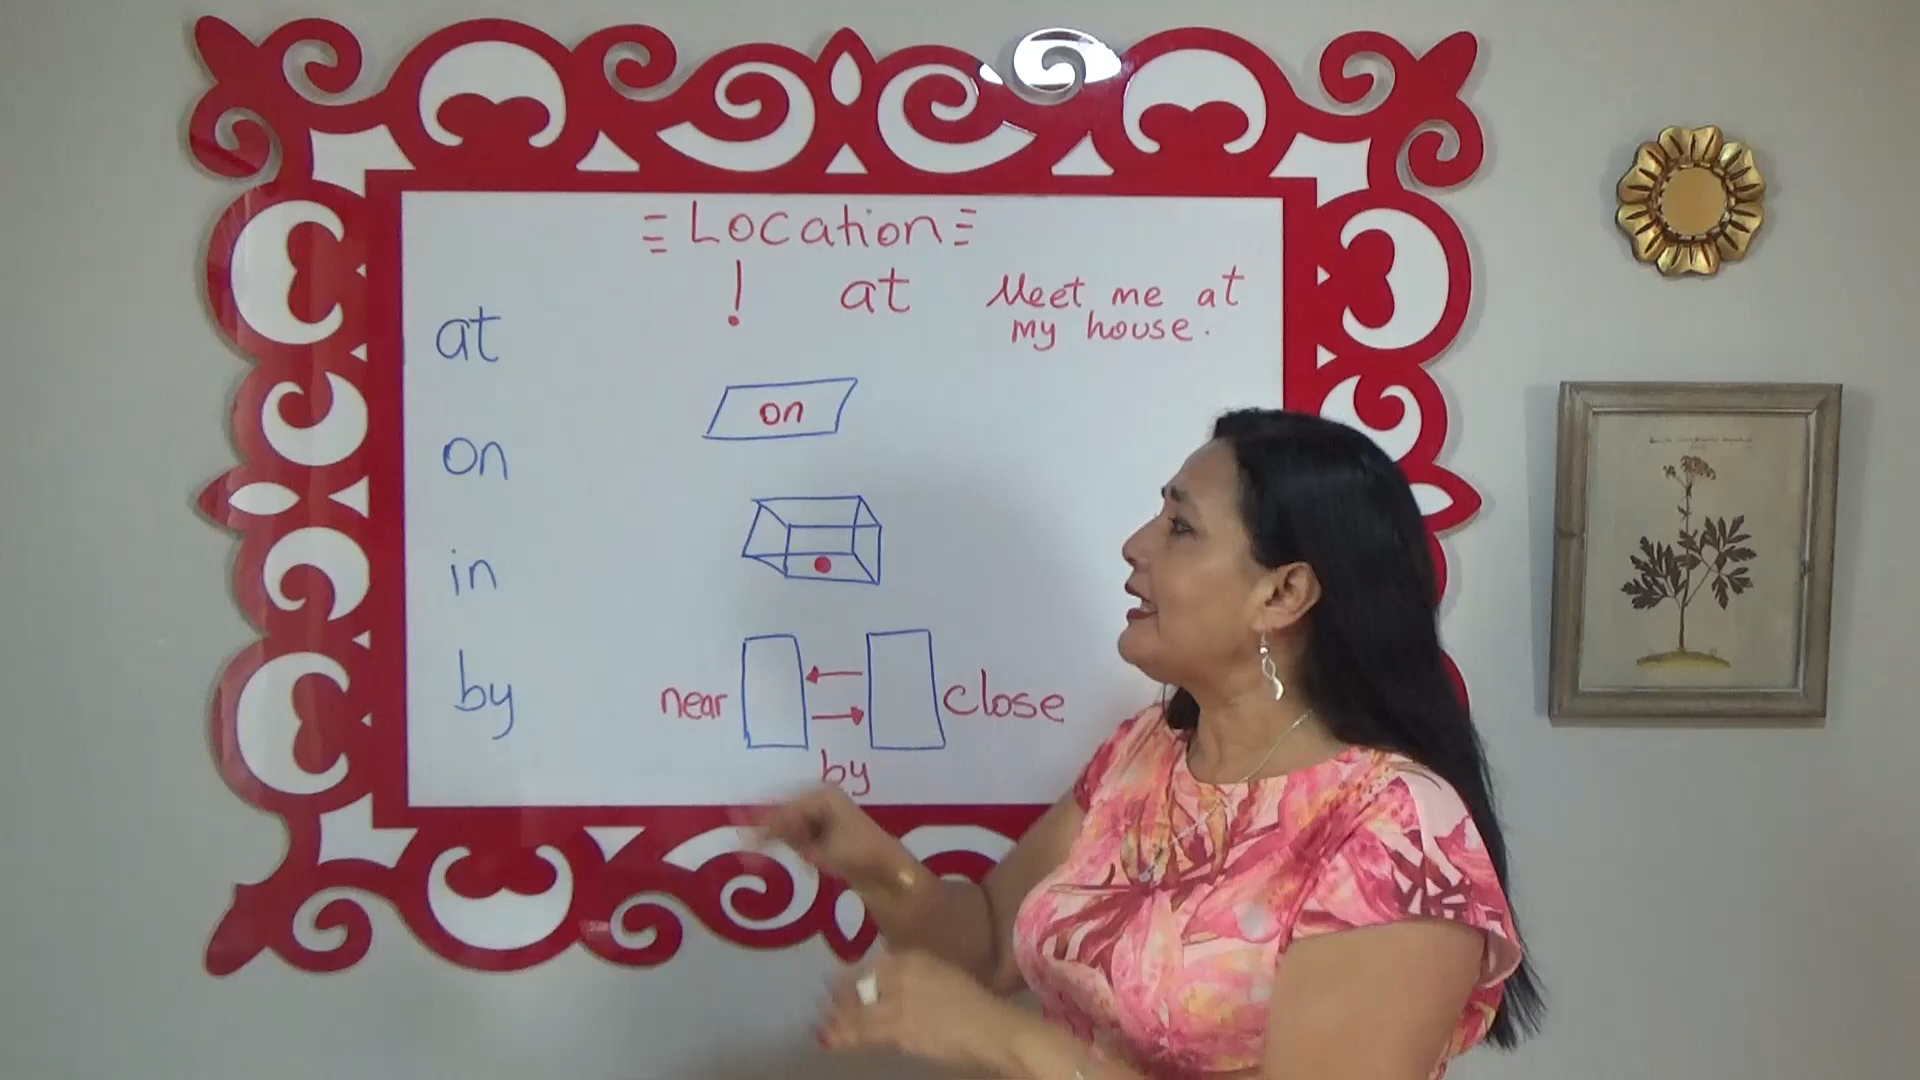 Location
! at Meet me at
my house.
at
on
on
in
by
near close
by